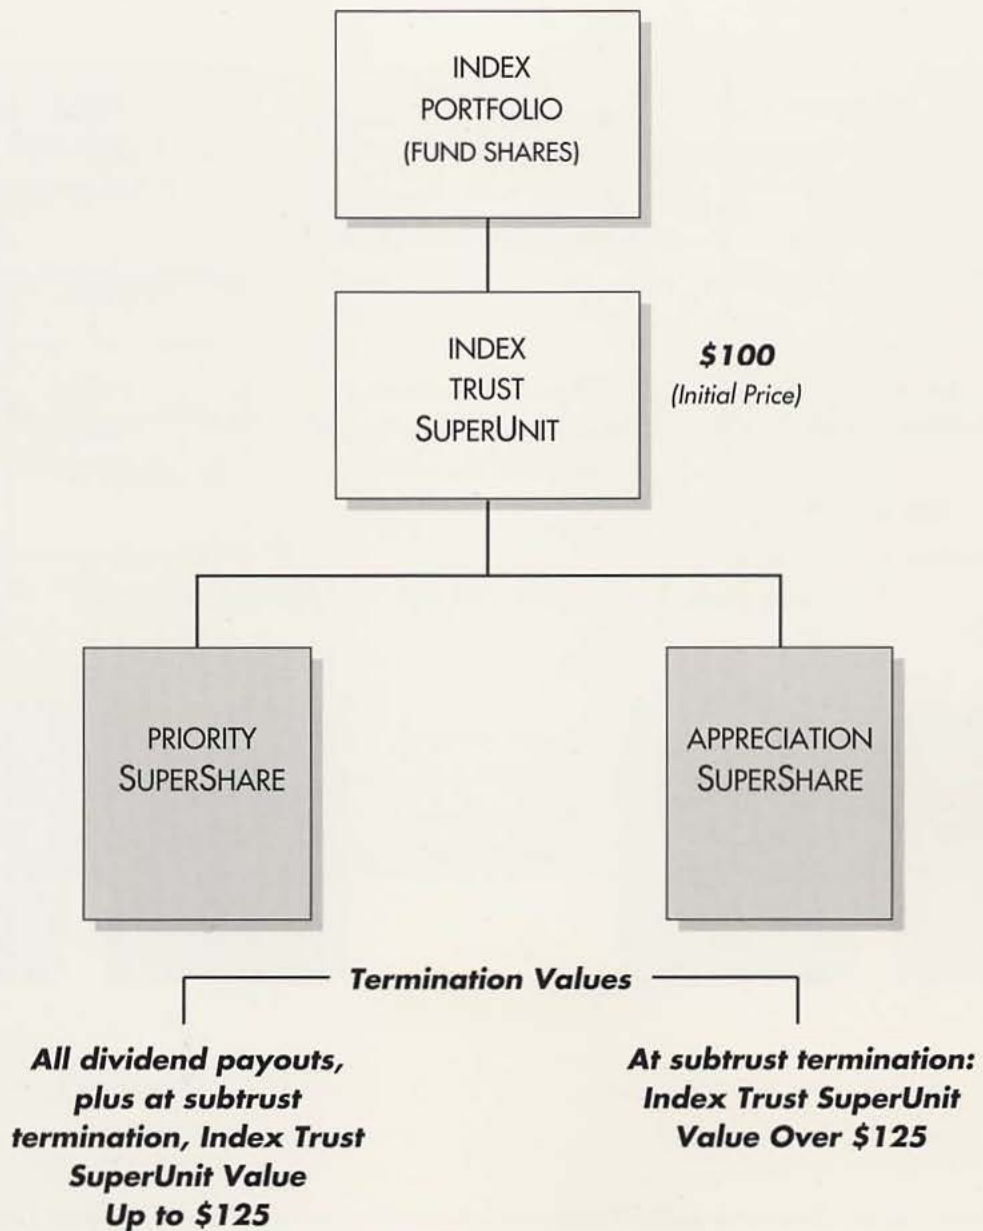 INDEX
PORTFOLIO
(FUND SHARES)
INDEX
TRUST
SUPERUNIT
$100
(Initial Price)
PRIORITY
SUPERSHARE
APPRECIATION
SUPERSHARE
Termination Values
All dividend payouts,
plus at subtrust
termination, Index Trust
SuperUnit Value
Up to $125
At subtrust termination:
Index Trust SuperUnit
Value Over $125